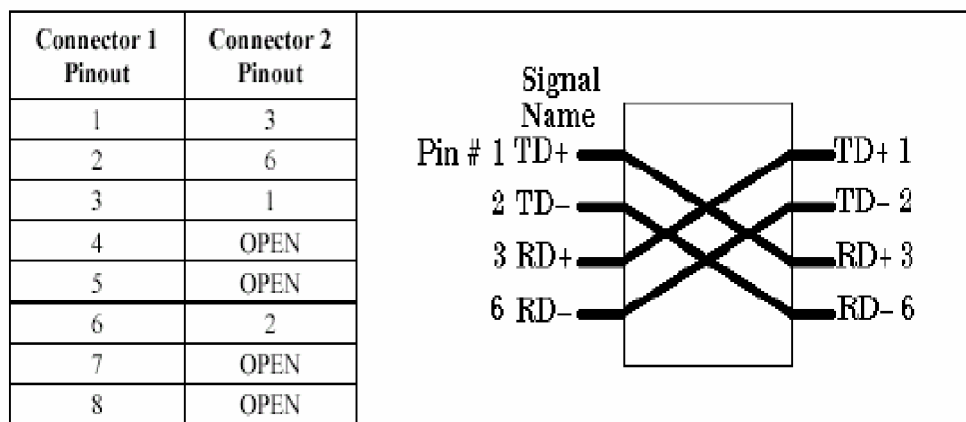 Connector 1 Pinout Connector 2 Pinout
1 3
2 6
3 1
4 OPEN
5 OPEN
6 2
7 OPEN
8 OPEN
Signal
Name
Pin # 1 TD+ TD+ 1
2 TD- TD- 2
3 RD+ RD+ 3
6 RD- RD- 6